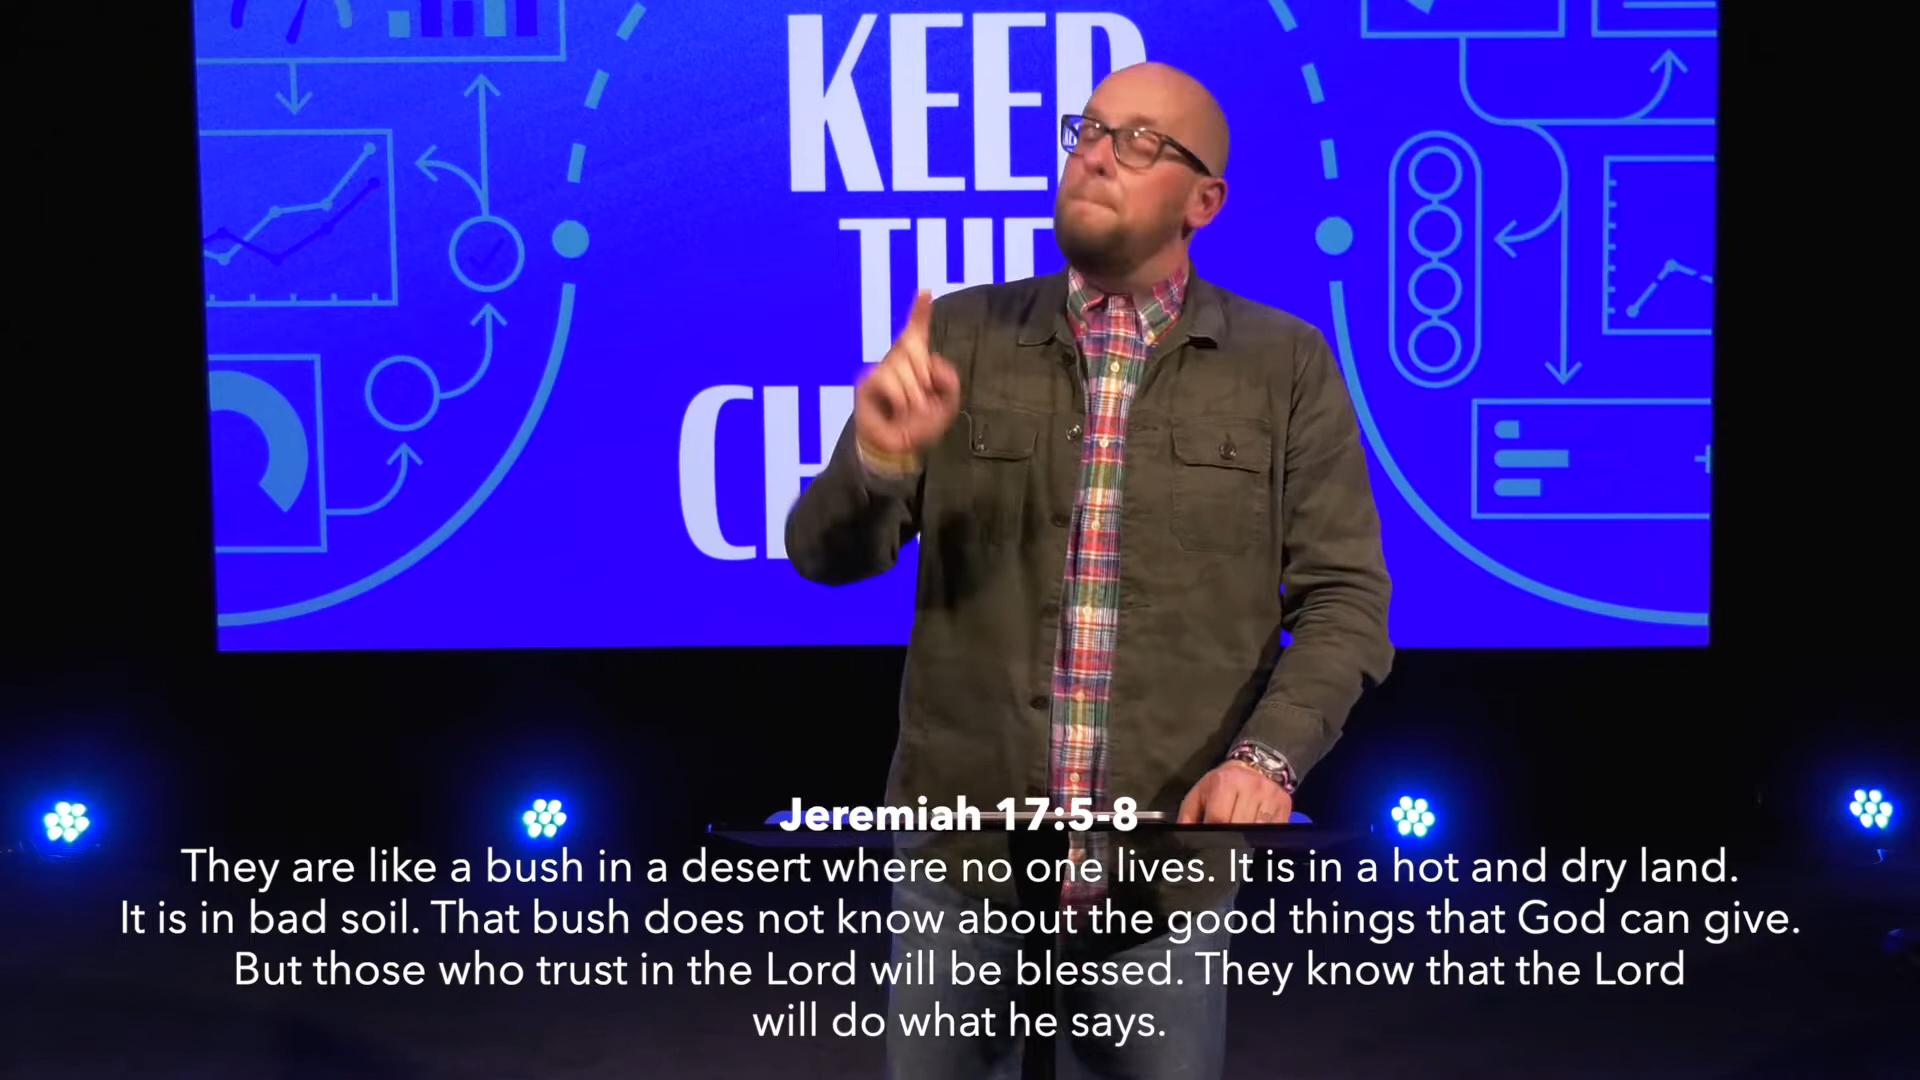 KEEP
THE
Jeremiah 17:5-8
They are like a bush in a desert where no one lives. It is in a hot and dry land.
It is in bad soil. That bush does not know about the good things that God can give.
But those who trust in the Lord will be blessed. They know that the Lord
will do what he says.